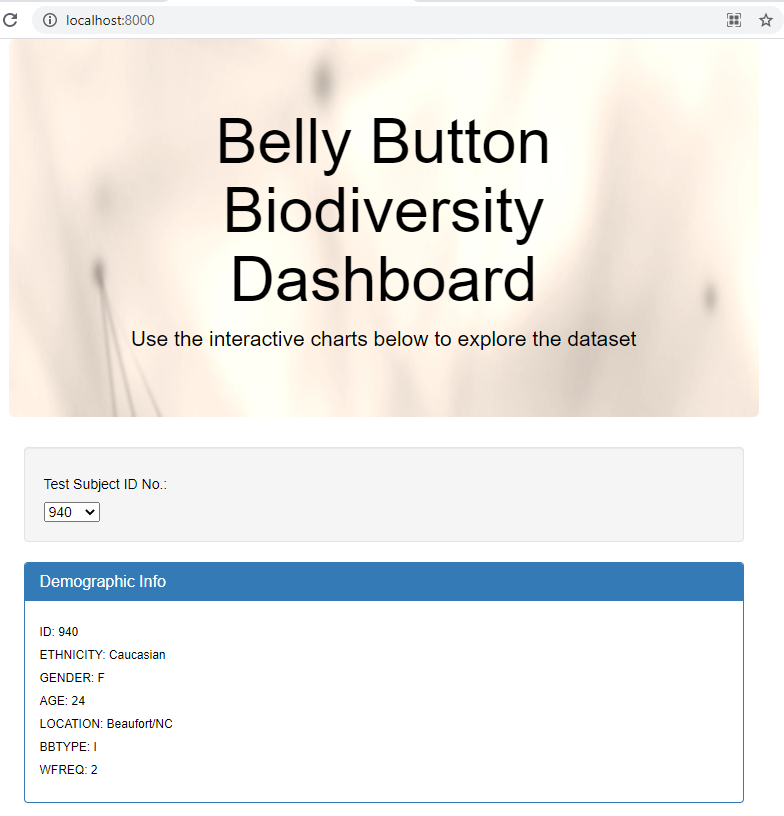 localhost:8000
Belly Button
Biodiversity
Dashboard
Use the interactive charts below to explore the dataset
Test Subject ID No.:
940
Demographic Info
ID: 940
ETHNICITY: Caucasian
GENDER: F
AGE: 24
LOCATION: Beaufort/NC
BBTYPE: I
WFREQ: 2